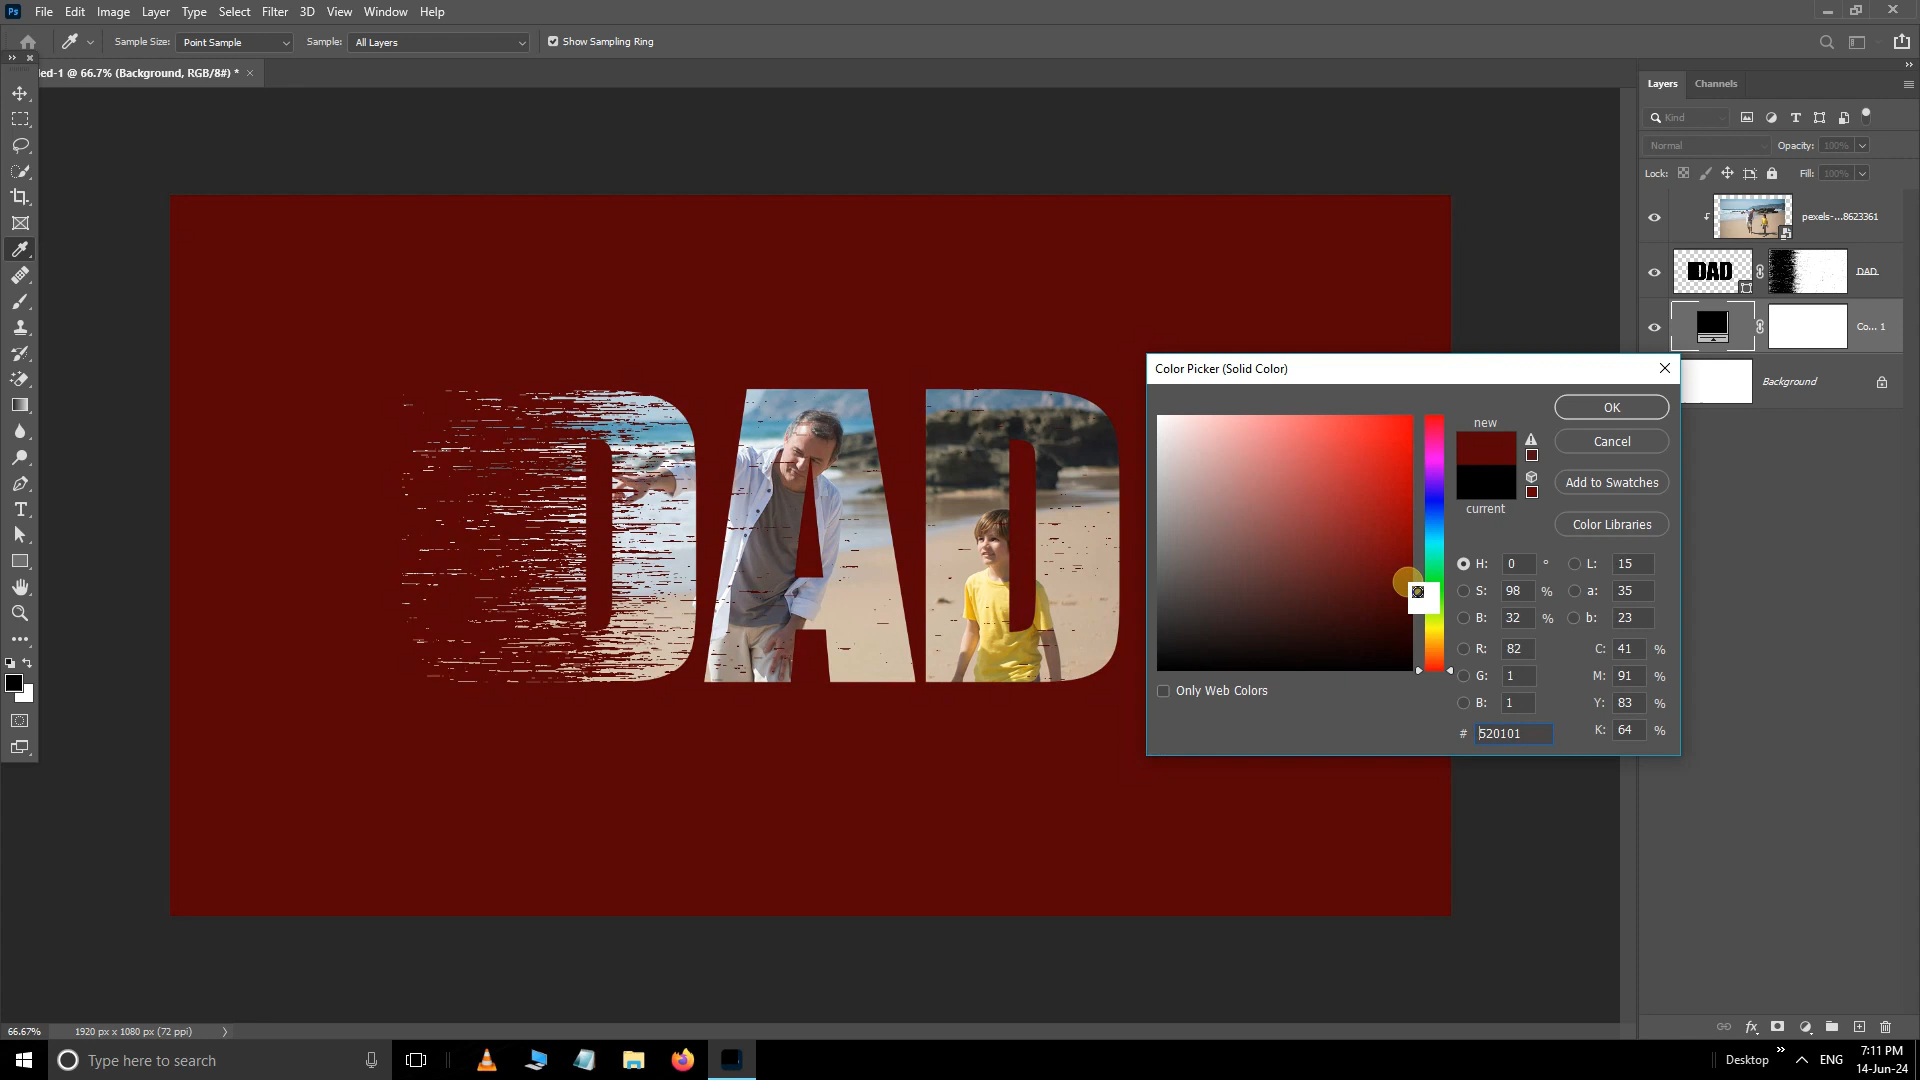 Ps File Edit Image Layer Type Select Filter 3D View Window Help
Sample Size: Point Sample Sample: All Layers Show Sampling Ring
led-1 @ 66.7% (Background, RGB/8#) *
Layers Channels
Kind
Normal Opacity: 100%
Lock: Fill: 100%
pexels-...8623361
DAD DAD
Co... 1
Background
DAD
Color Picker (Solid Color)
new
current
OK
Cancel
Add to Swatches
Color Libraries
H: 0 ° L: 15
S: 98 % a: 35
B: 32 % b: 23
R: 82 C: 41 %
G: 1 M: 91 %
B: 1 Y: 83 %
# 520101 K: 64 %
Only Web Colors
66.67% 1920 px x 1080 px (72 ppi)
Type here to search
Desktop ENG
7:11 PM
14-Jun-24